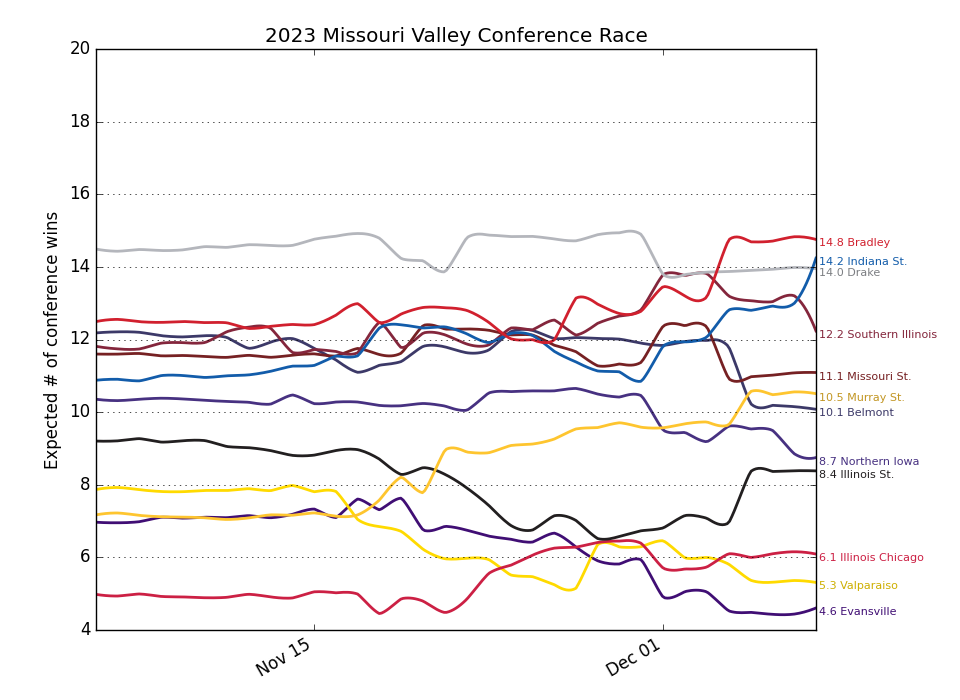 2023 Missouri Valley Conference Race
Expected # of conference wins
20
18
16
14
12
10
8
6
4
Nov 15
Dec 01
14.8 Bradley
14.2 Indiana St.
14.0 Drake
12.2 Southern Illinois
11.1 Missouri St.
10.5 Murray St.
10.1 Belmont
8.7 Northern Iowa
8.4 Illinois St.
6.1 Illinois Chicago
5.3 Valparaiso
4.6 Evansville